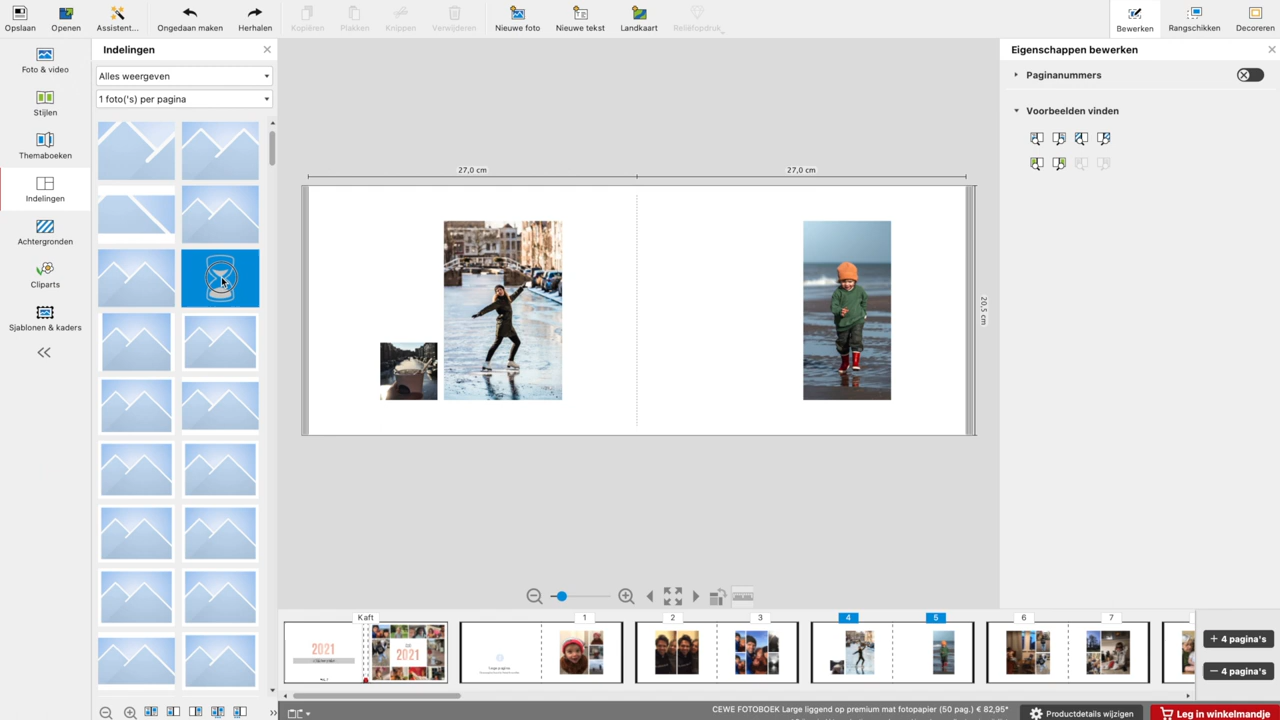 Opslaan
Openen
Assistent...
Ongedaan maken
Herhalen
Kopiëren
Plakken
Knippen
Verwijderen
Nieuwe foto
Nieuwe tekst
Landkaart
Reliëfopdruk
Bewerken
Rangschikken
Decoreren
Foto & video
Stijlen
Themaboeken
Indelingen
Achtergronden
Cliparts
Sjablonen & kaders
Indelingen
Alles weergeven
1 foto('s) per pagina
27,0 cm
27,0 cm
20,5 cm
Eigenschappen bewerken
Paginanummers
Voorbeelden vinden
Kaft
1
2
3
4
5
6
7
2021
2021
+ 4 pagina's
− 4 pagina's
CEWE FOTOBOEK Large liggend op premium mat fotopapier (50 pag.) € 82,95*
Productdetails wijzigen
Leg in winkelmandje